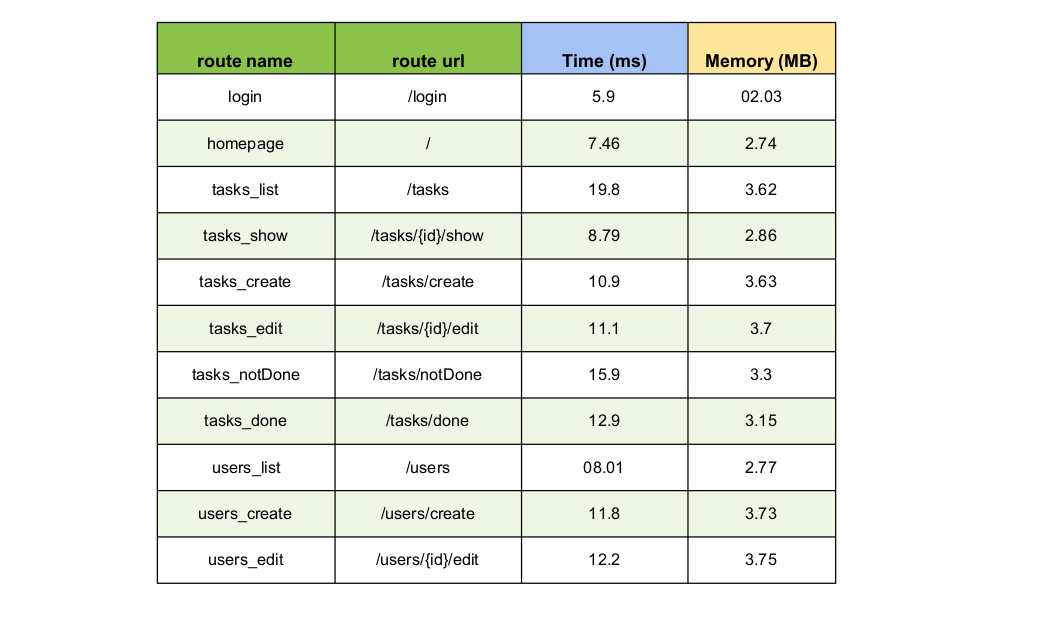 route name route url Time (ms) Memory (MB)
login /login 5.9 02.03
homepage / 7.46 2.74
tasks_list /tasks 19.8 3.62
tasks_show /tasks/{id}/show 8.79 2.86
tasks_create /tasks/create 10.9 3.63
tasks_edit /tasks/{id}/edit 11.1 3.7
tasks_notDone /tasks/notDone 15.9 3.3
tasks_done /tasks/done 12.9 3.15
users_list /users 08.01 2.77
users_create /users/create 11.8 3.73
users_edit /users/{id}/edit 12.2 3.75